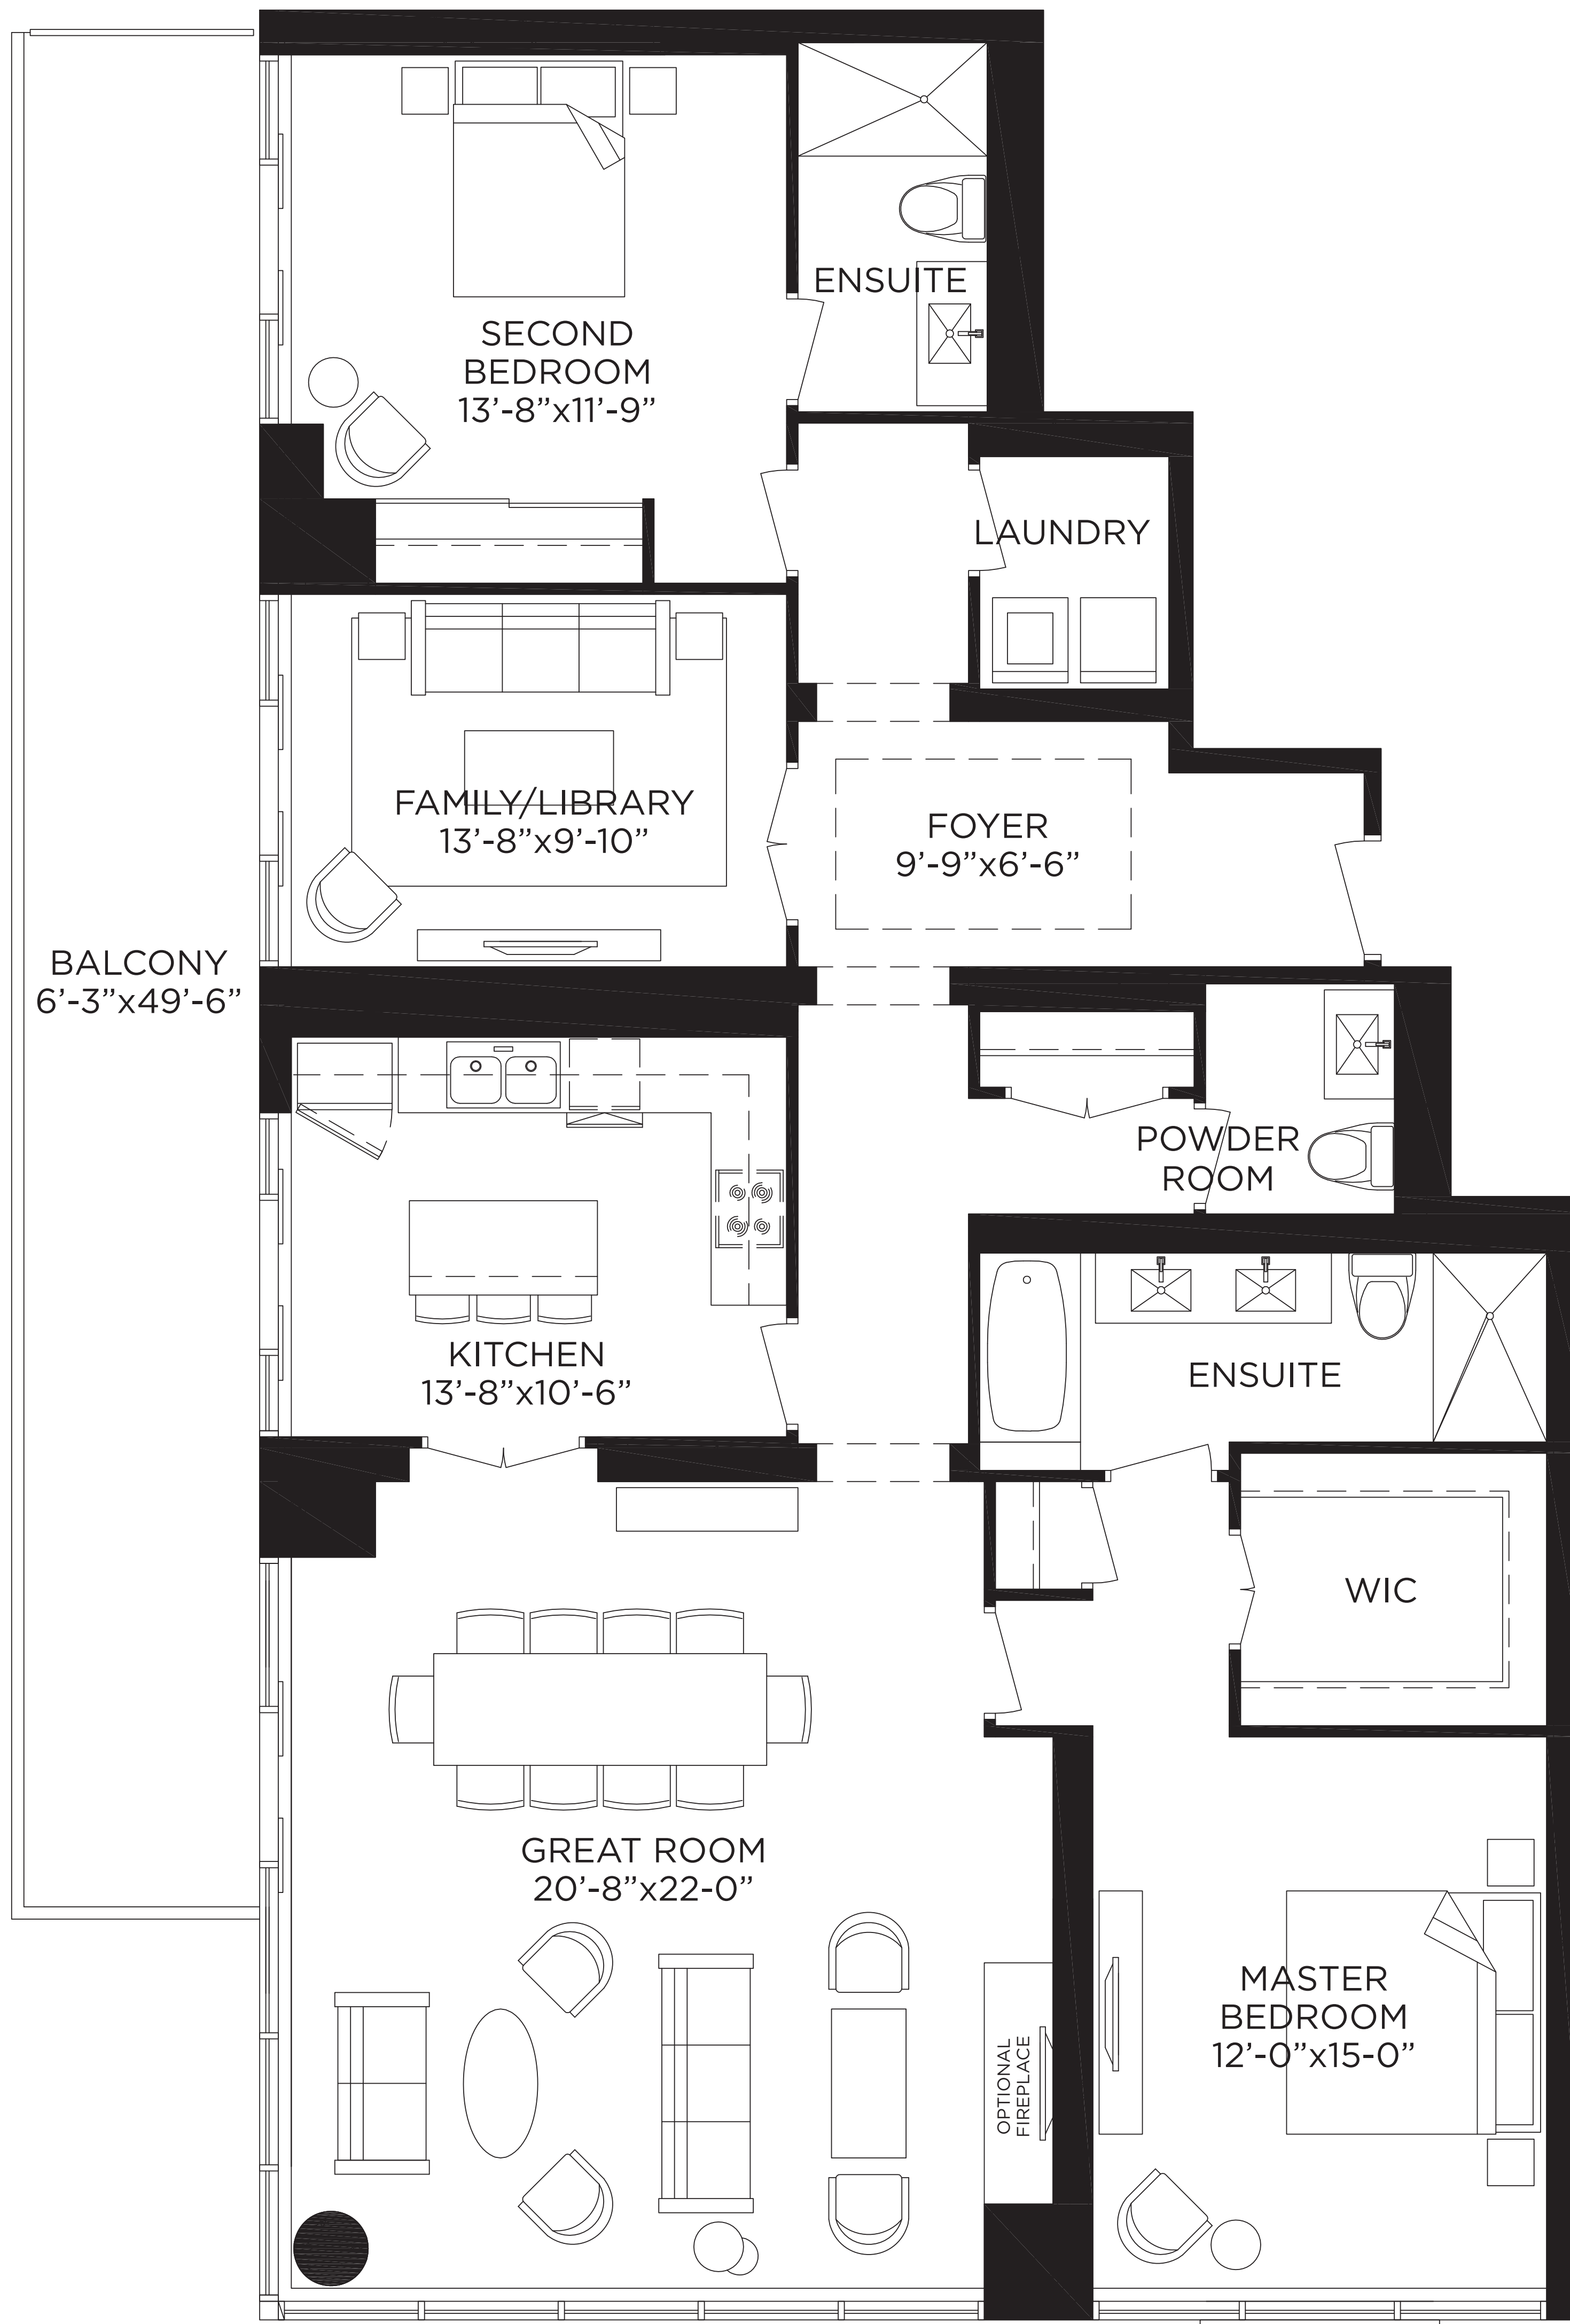 ENSUITE
SECOND
BEDROOM
13’-8”x11’-9”
LAUNDRY
FAMILY/LIBRARY
13’-8”x9’-10”
FOYER
9’-9”x6’-6”
BALCONY
6’-3”x49’-6”
POWDER
ROOM
KITCHEN
13’-8”x10’-6”
ENSUITE
WIC
GREAT ROOM
20’-8”x22-0”
MASTER
BEDROOM
12’-0”x15-0”
OPTIONAL
FIREPLACE